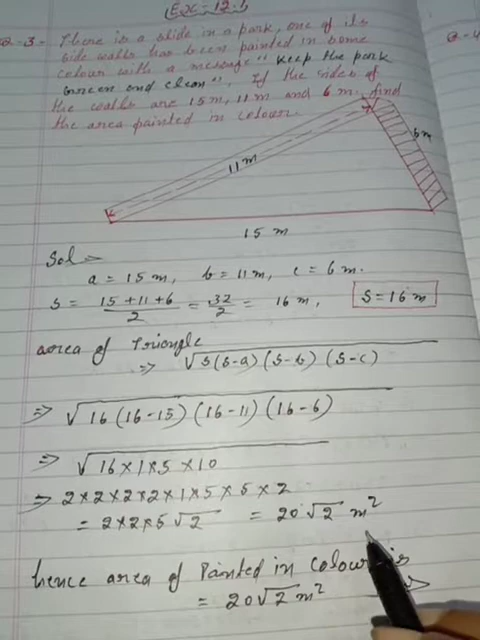 (Ex-12.1)
Q-3- There is a slide in a park, one of its
side walls has been painted in some
colour with a message "Keep the park
Green and clean". If the sides of
the walls are 15m, 11m and 6 m. find
the area painted in colour.
Q-4
11 m
6m
15 m
Sol -
a = 15 m, b = 11 m, c = 6 m.
S = 15 + 11 + 6 / 2 = 32 / 2 = 16 m, S = 16 m
area of Triangle
=> √S(S-a)(S-b)(S-c)
=> √16(16-15)(16-11)(16-6)
=> √16×1×5×10
=> 2×2×2×2×1×5×5×2
= 2×2×5√2 = 20√2 m²
hence area of Painted in Colour is
= 20√2 m²